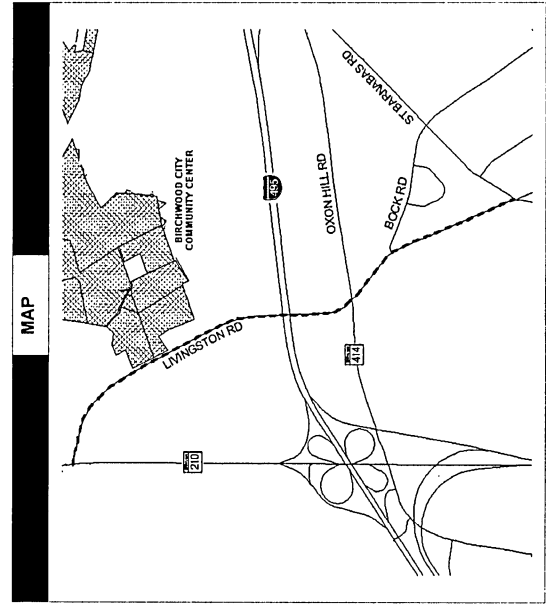 MAP
BIRCHWOOD CITY
COMMUNITY CENTER
LIVINGSTON RD
210
495
OXON HILL RD
414
BOCK RD
ST BARNABAS RD